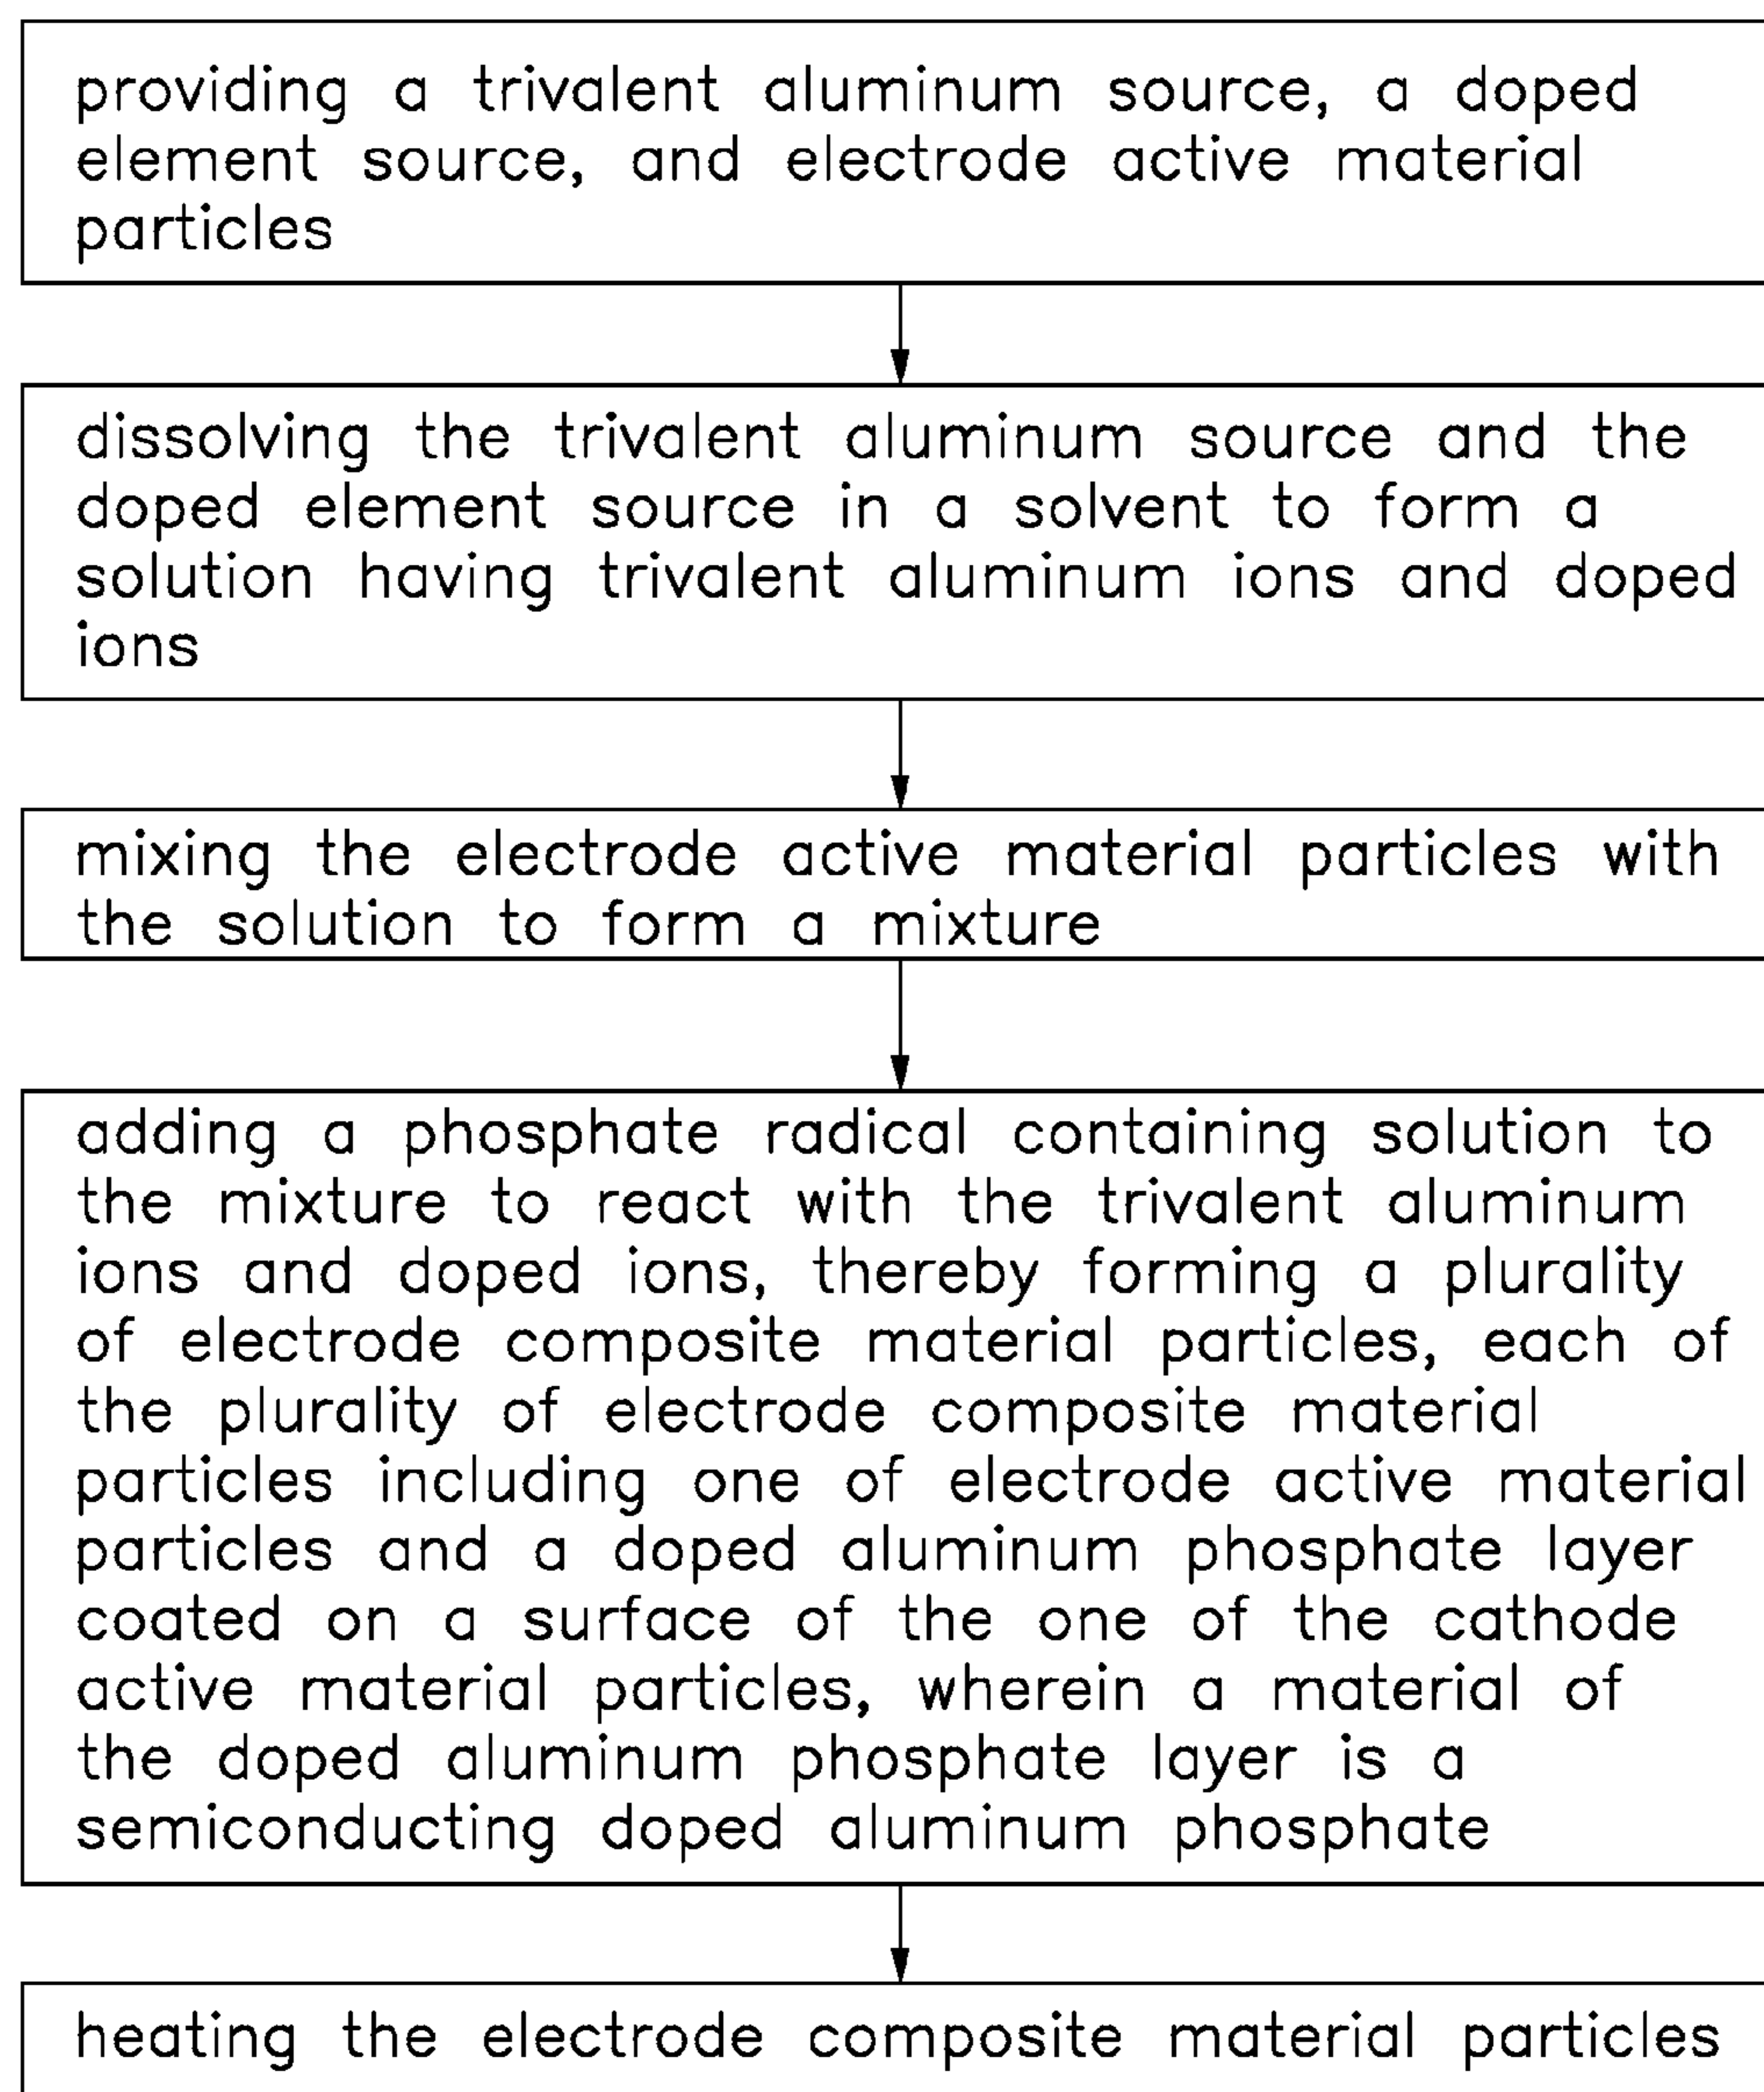 providing a trivalent aluminum source, a doped
element source, and electrode active material
particles
dissolving the trivalent aluminum source and the
doped element source in a solvent to form a
solution having trivalent aluminum ions and doped
ions
mixing the electrode active material particles with
the solution to form a mixture
adding a phosphate radical containing solution to
the mixture to react with the trivalent aluminum
ions and doped ions, thereby forming a plurality
of electrode composite material particles, each of
the plurality of electrode composite material
particles including one of electrode active material
particles and a doped aluminum phosphate layer
coated on a surface of the one of the cathode
active material particles, wherein a material of
the doped aluminum phosphate layer is a
semiconducting doped aluminum phosphate
heating the electrode composite material particles